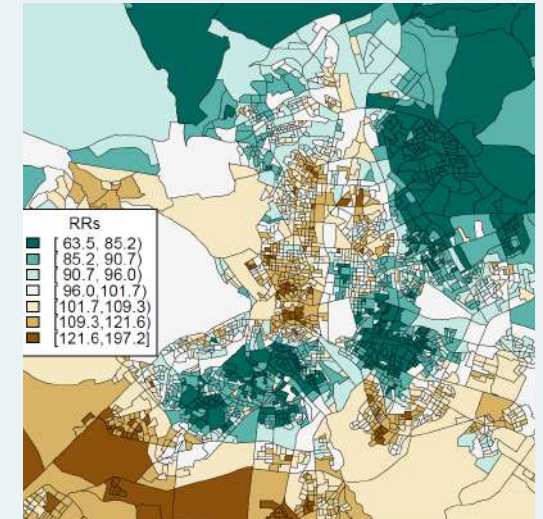 RRs
[ 63.5, 85.2)
[ 85.2, 90.7)
[ 90.7, 96.0)
[ 96.0,101.7)
[101.7,109.3)
[109.3,121.6)
[121.6,197.2]